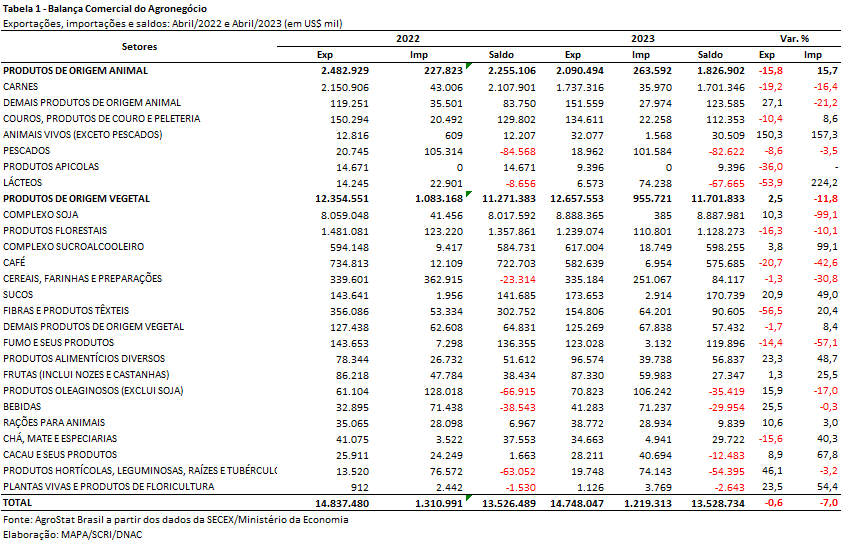 Tabela 1 - Balança Comercial do Agronegócio
Exportações, importações e saldos: Abril/2022 e Abril/2023 (em US$ mil)
Setores 2022 2023 Var. %
Exp Imp Saldo Exp Imp Saldo Exp Imp
PRODUTOS DE ORIGEM ANIMAL 2.482.929 227.823 2.255.106 2.090.494 263.592 1.826.902 -15,8 15,7
CARNES 2.150.906 43.006 2.107.901 1.737.316 35.970 1.701.346 -19,2 -16,4
DEMAIS PRODUTOS DE ORIGEM ANIMAL 119.251 35.501 83.750 151.559 27.974 123.585 27,1 -21,2
COUROS, PRODUTOS DE COURO E PELETERIA 150.294 20.492 129.802 134.611 22.258 112.353 -10,4 8,6
ANIMAIS VIVOS (EXCETO PESCADOS) 12.816 609 12.207 32.077 1.568 30.509 150,3 157,3
PESCADOS 20.745 105.314 -84.568 18.962 101.584 -82.622 -8,6 -3,5
PRODUTOS APICOLAS 14.671 0 14.671 9.396 0 9.396 -36,0 -
LÁCTEOS 14.245 22.901 -8.656 6.573 74.238 -67.665 -53,9 224,2
PRODUTOS DE ORIGEM VEGETAL 12.354.551 1.083.168 11.271.383 12.657.553 955.721 11.701.833 2,5 -11,8
COMPLEXO SOJA 8.059.048 41.456 8.017.592 8.888.365 385 8.887.981 10,3 -99,1
PRODUTOS FLORESTAIS 1.481.081 123.220 1.357.861 1.239.074 110.801 1.128.273 -16,3 -10,1
COMPLEXO SUCROALCOOLEIRO 594.148 9.417 584.731 617.004 18.749 598.255 3,8 99,1
CAFÉ 734.813 12.109 722.703 582.639 6.954 575.685 -20,7 -42,6
CEREAIS, FARINHAS E PREPARAÇÕES 339.601 362.915 -23.314 335.184 251.067 84.117 -1,3 -30,8
SUCOS 143.641 1.956 141.685 173.653 2.914 170.739 20,9 49,0
FIBRAS E PRODUTOS TÊXTEIS 356.086 53.334 302.752 154.806 64.201 90.605 -56,5 20,4
DEMAIS PRODUTOS DE ORIGEM VEGETAL 127.438 62.608 64.831 125.269 67.838 57.432 -1,7 8,4
FUMO E SEUS PRODUTOS 143.653 7.298 136.355 123.028 3.132 119.896 -14,4 -57,1
PRODUTOS ALIMENTÍCIOS DIVERSOS 78.344 26.732 51.612 96.574 39.738 56.837 23,3 48,7
FRUTAS (INCLUI NOZES E CASTANHAS) 86.218 47.784 38.434 87.330 59.983 27.347 1,3 25,5
PRODUTOS OLEAGINOSOS (EXCLUI SOJA) 61.104 128.018 -66.915 70.823 106.242 -35.419 15,9 -17,0
BEBIDAS 32.895 71.438 -38.543 41.283 71.237 -29.954 25,5 -0,3
RAÇÕES PARA ANIMAIS 35.065 28.098 6.967 38.772 28.934 9.839 10,6 3,0
CHÁ, MATE E ESPECIARIAS 41.075 3.522 37.553 34.663 4.941 29.722 -15,6 40,3
CACAU E SEUS PRODUTOS 25.911 24.249 1.663 28.211 40.694 -12.483 8,9 67,8
PRODUTOS HORTÍCOLAS, LEGUMINOSAS, RAÍZES E TUBÉRCULO 13.520 76.572 -63.052 19.748 74.143 -54.395 46,1 -3,2
PLANTAS VIVAS E PRODUTOS DE FLORICULTURA 912 2.442 -1.530 1.126 3.769 -2.643 23,5 54,4
TOTAL 14.837.480 1.310.991 13.526.489 14.748.047 1.219.313 13.528.734 -0,6 -7,0
Fonte: AgroStat Brasil a partir dos dados da SECEX/Ministério da Economia
Elaboração: MAPA/SCRI/DNAC